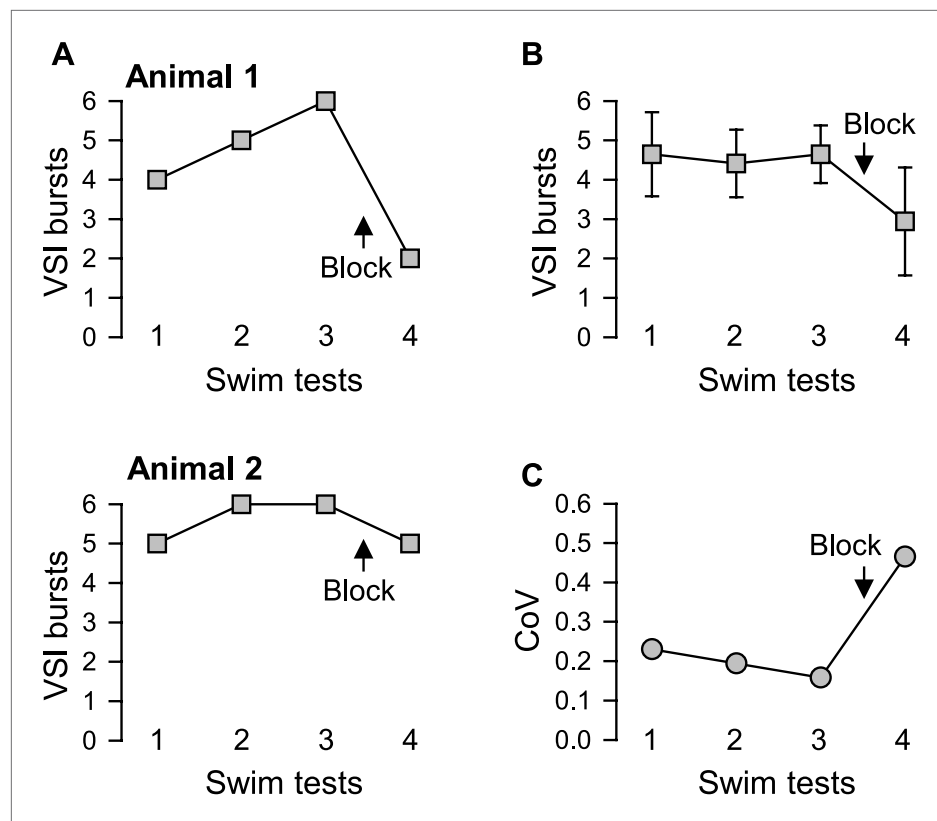 A
Animal 1
VSI bursts
6
5
4
3
2
1
0
Block
1 2 3 4
Swim tests
B
VSI bursts
6
5
4
3
2
1
0
Block
1 2 3 4
Swim tests
Animal 2
VSI bursts
6
5
4
3
2
1
0
Block
1 2 3 4
Swim tests
C
CoV
0.6
0.5
0.4
0.3
0.2
0.1
0.0
Block
1 2 3 4
Swim tests